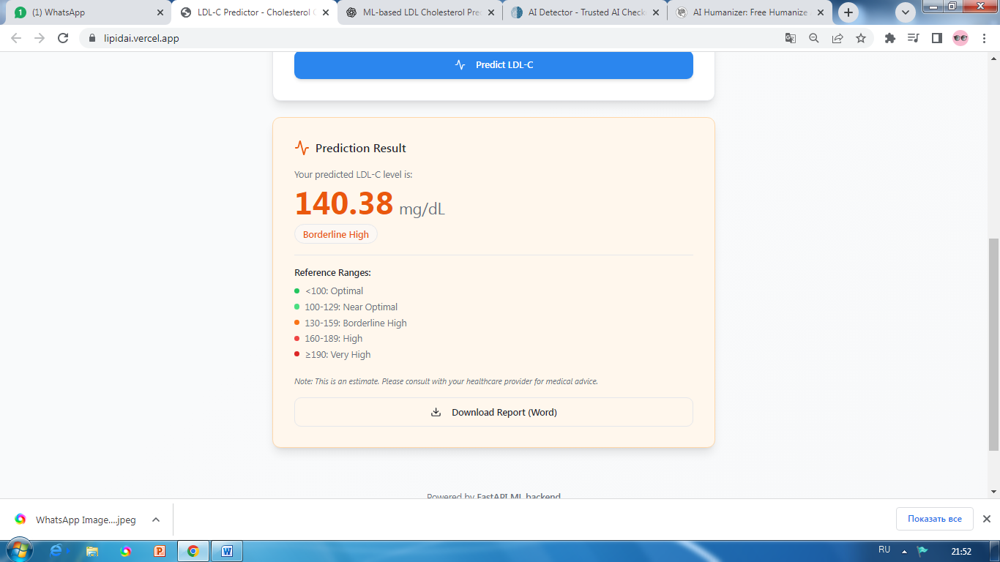 (1) WhatsApp
LDL-C Predictor - Cholesterol
ML-based LDL Cholesterol Pre
AI Detector - Trusted AI Check
AI Humanizer: Free Humanize
lipidai.vercel.app
Predict LDL-C
Prediction Result
Your predicted LDL-C level is:
140.38 mg/dL
Borderline High
Reference Ranges:
<100: Optimal
100-129: Near Optimal
130-159: Borderline High
160-189: High
≥190: Very High
Note: This is an estimate. Please consult with your healthcare provider for medical advice.
Download Report (Word)
Powered by FastAPI ML backend
WhatsApp Image....jpeg
Показать все
RU
21:52